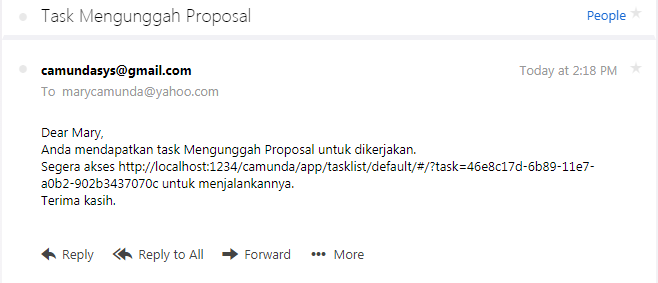 Task Mengunggah Proposal
People
camundasys@gmail.com
Today at 2:18 PM
To marycamunda@yahoo.com
Dear Mary,
Anda mendapatkan task Mengunggah Proposal untuk dikerjakan.
Segera akses http://localhost:1234/camunda/app/tasklist/default/#/?task=46e8c17d-6b89-11e7-
a0b2-902b3437070c untuk menjalankannya.
Terima kasih.
Reply
Reply to All
Forward
More